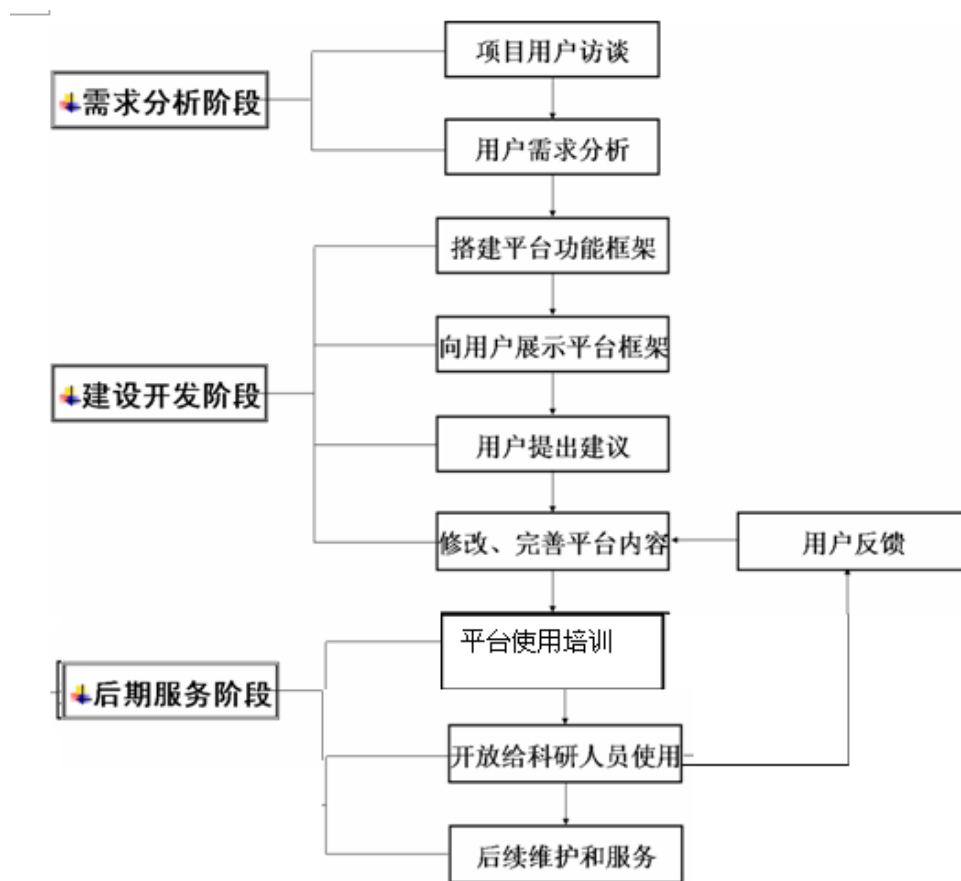 项目用户访谈
需求分析阶段
用户需求分析
搭建平台功能框架
向用户展示平台框架
建设开发阶段
用户提出建议
修改、完善平台内容
用户反馈
平台使用培训
后期服务阶段
开放给科研人员使用
后续维护和服务